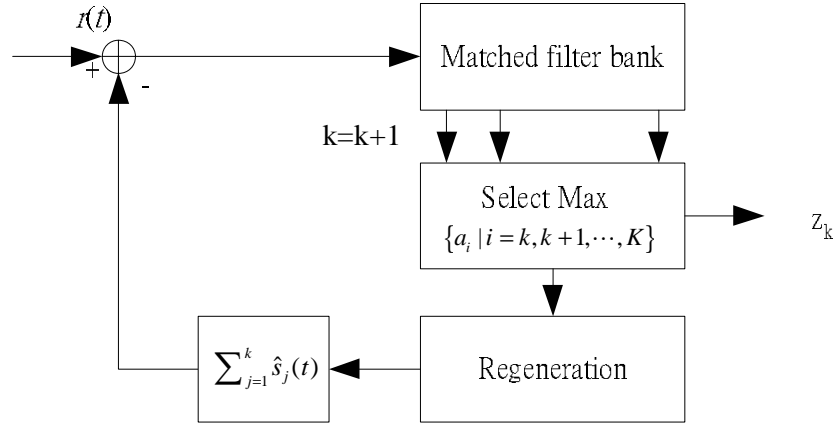 r(t)
+
-
Matched filter bank
k=k+1
Select Max
{a_i | i = k, k+1, ⋯, K}
z_k
∑_{j=1}^{k} ŝ_j(t)
Regeneration